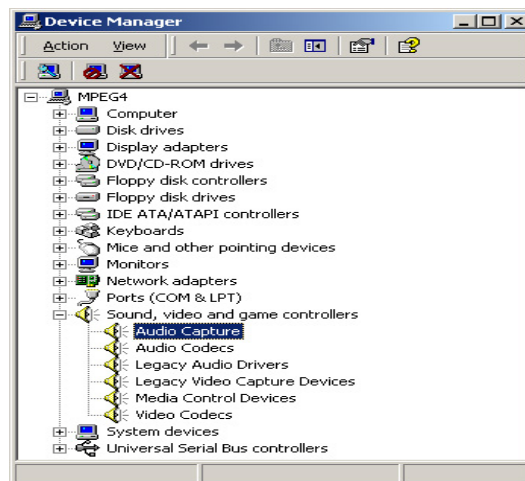 Device Manager
Action View
MPEG4
Computer
Disk drives
Display adapters
DVD/CD-ROM drives
Floppy disk controllers
Floppy disk drives
IDE ATA/ATAPI controllers
Keyboards
Mice and other pointing devices
Monitors
Network adapters
Ports (COM & LPT)
Sound, video and game controllers
Audio Capture
Audio Codecs
Legacy Audio Drivers
Legacy Video Capture Devices
Media Control Devices
Video Codecs
System devices
Universal Serial Bus controllers